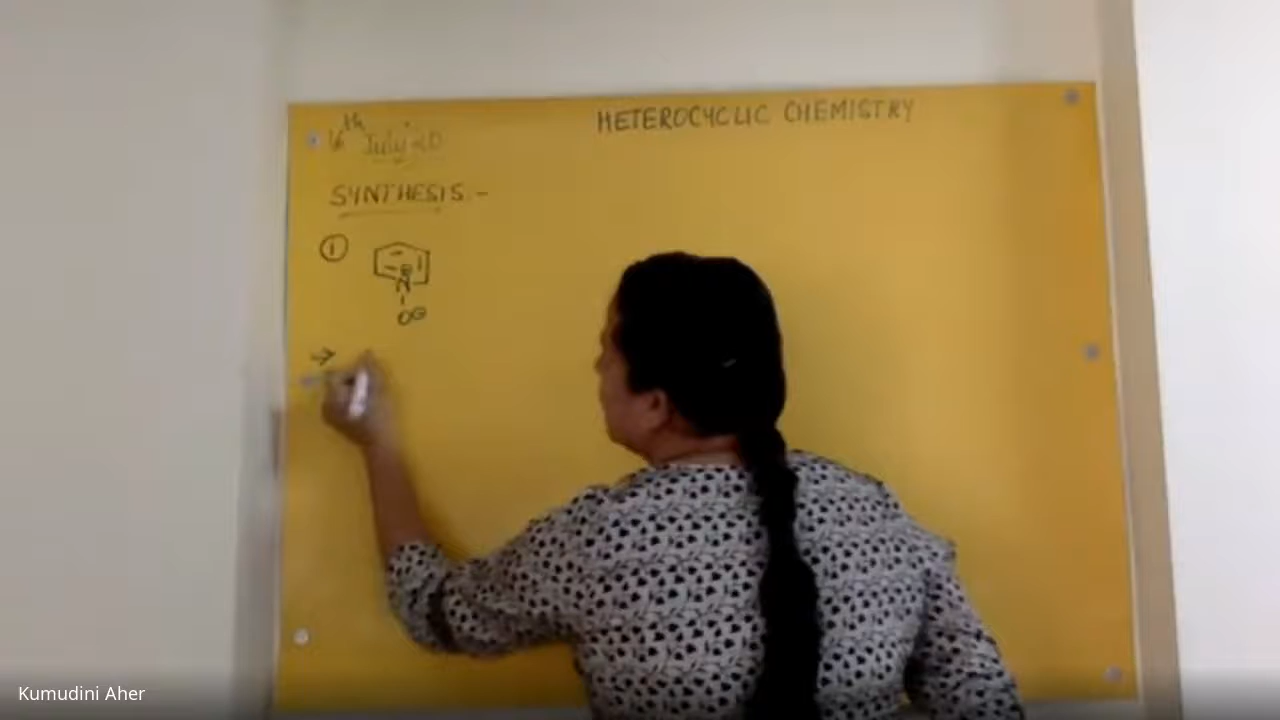 16th July 20
HETEROCYCLIC CHEMISTRY
SYNTHESIS:-
①
N
O
Kumudini Aher